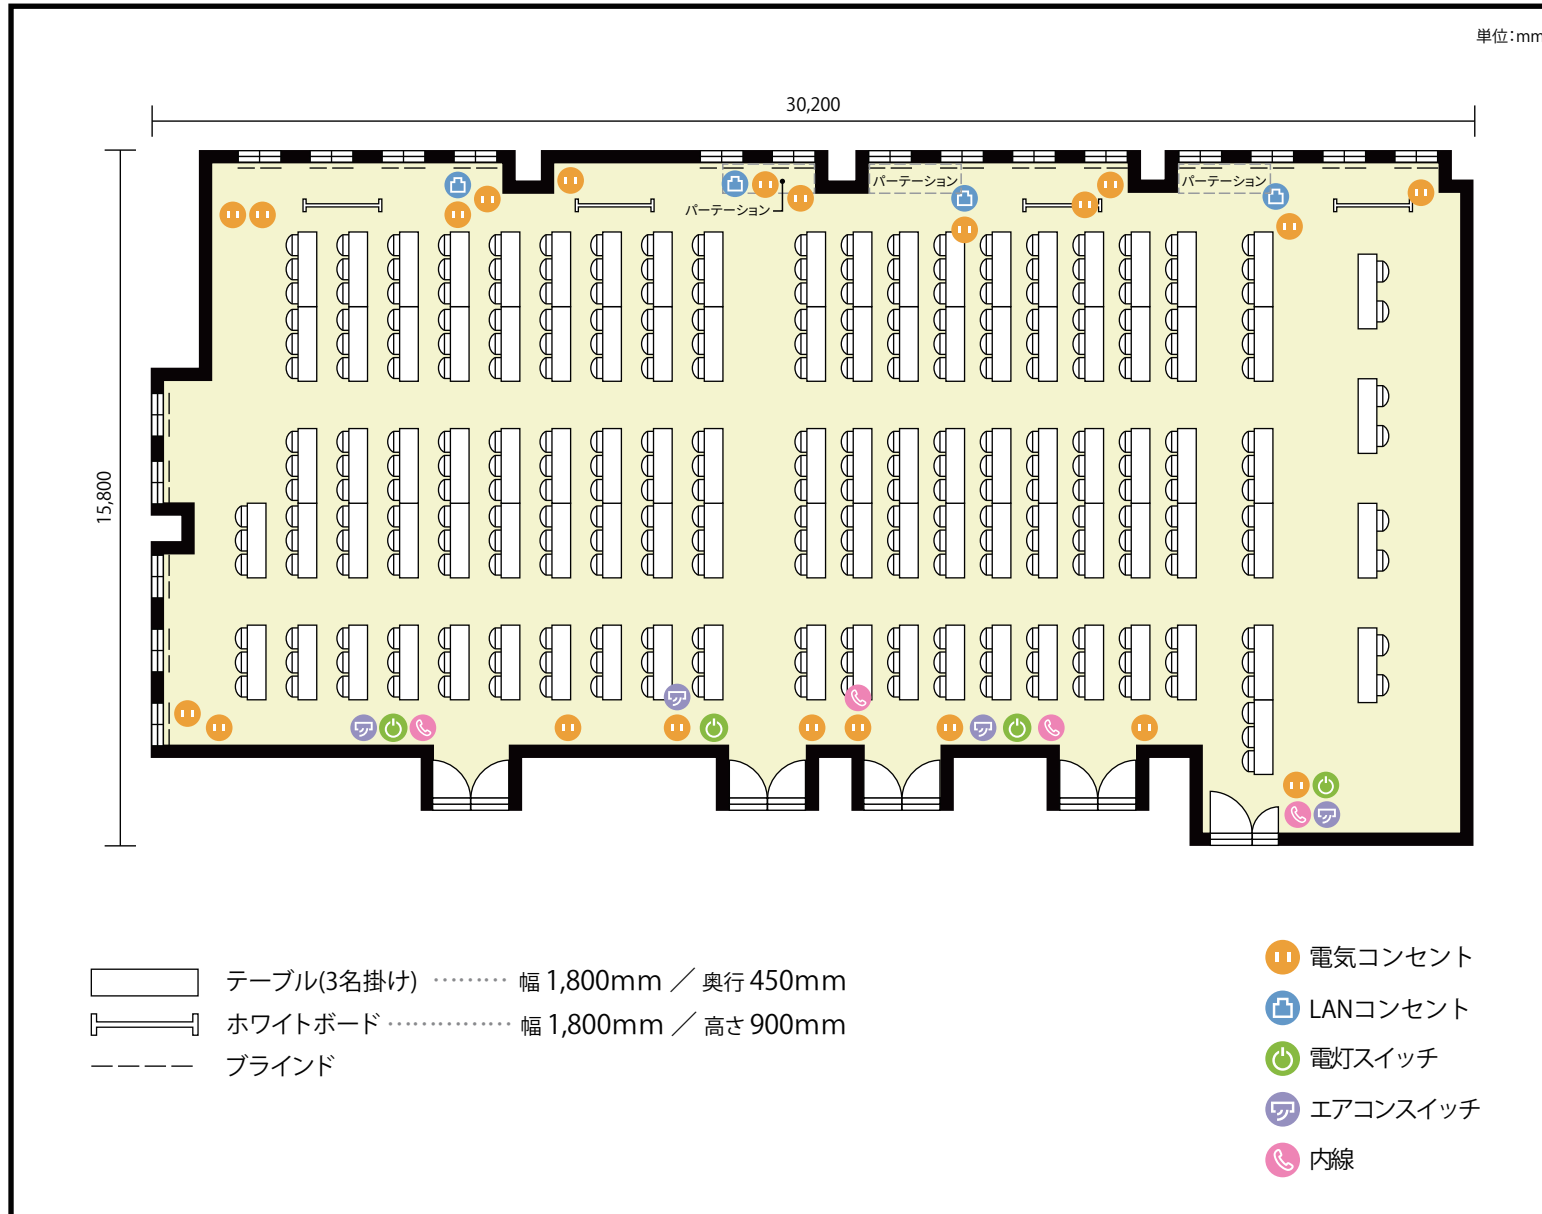 単位：mm
30,200
パーテーション
パーテーション
パーテーション
15,800
テーブル(3名掛け) ········· 幅 1,800mm ／ 奥行 450mm
ホワイトボード ··············· 幅 1,800mm ／ 高さ 900mm
ブラインド
電気コンセント
LANコンセント
電灯スイッチ
エアコンスイッチ
内線